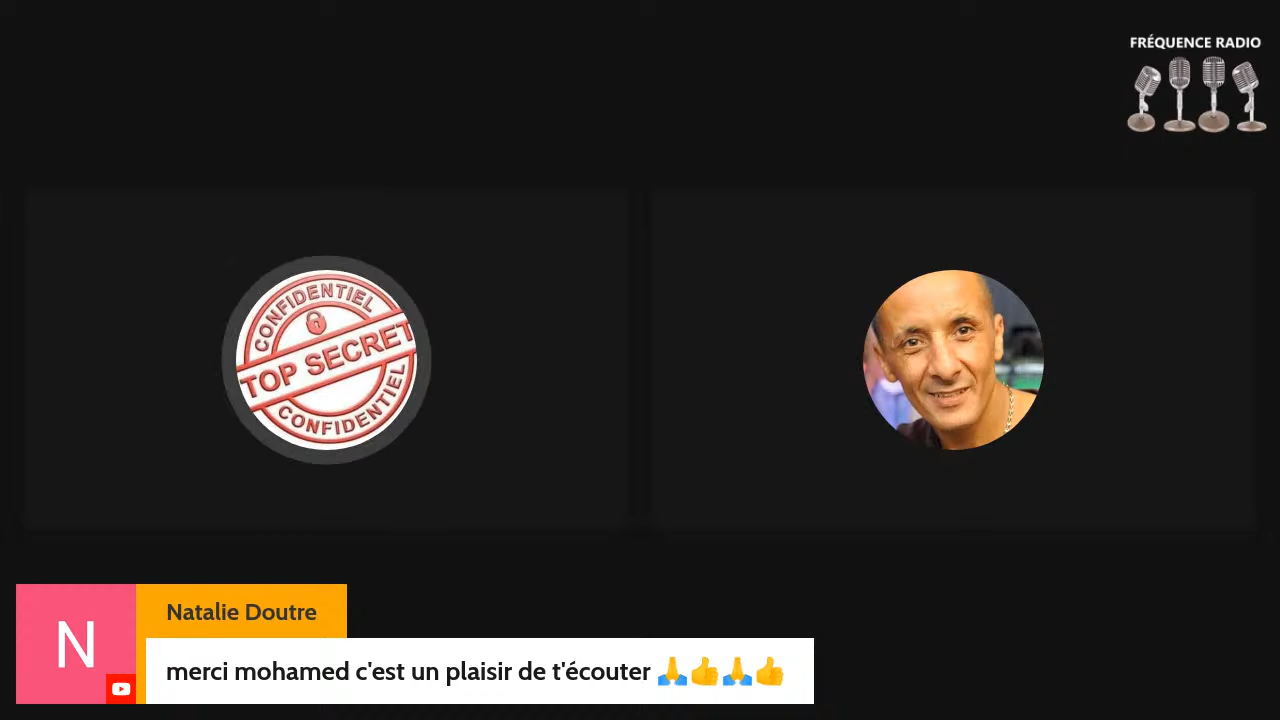 FRÉQUENCE RADIO
CONFIDENTIEL
TOP SECRET
CONFIDENTIEL
N
Natalie Doutre
merci mohamed c'est un plaisir de t'écouter 🙏👍🙏👍